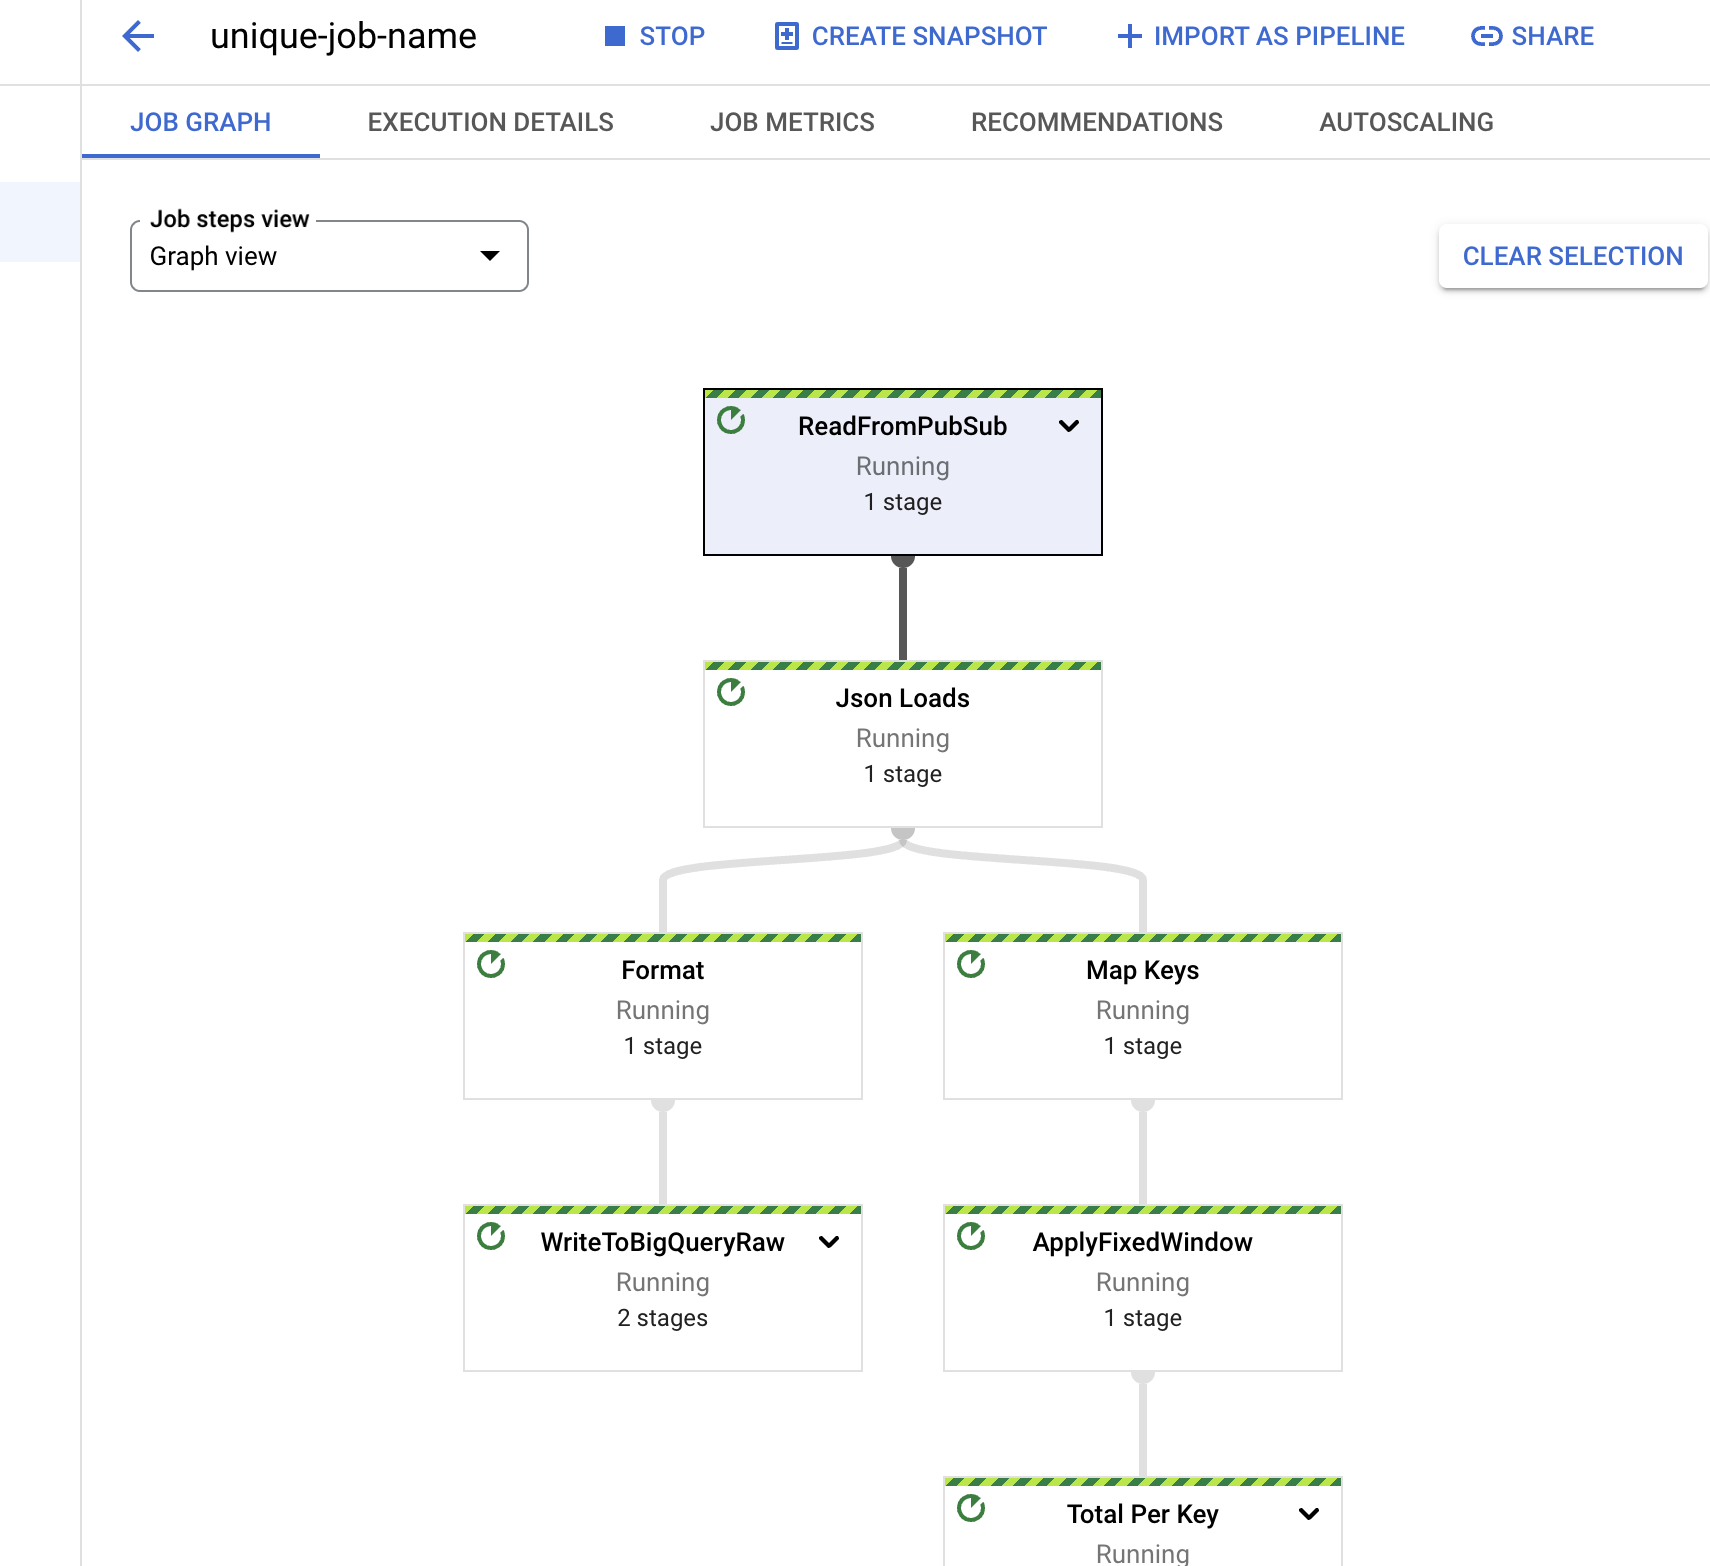 unique-job-name
STOP
CREATE SNAPSHOT
IMPORT AS PIPELINE
SHARE
JOB GRAPH
EXECUTION DETAILS
JOB METRICS
RECOMMENDATIONS
AUTOSCALING
Job steps view
Graph view
CLEAR SELECTION
ReadFromPubSub
Running
1 stage
Json Loads
Running
1 stage
Format
Running
1 stage
Map Keys
Running
1 stage
WriteToBigQueryRaw
Running
2 stages
ApplyFixedWindow
Running
1 stage
Total Per Key
Running